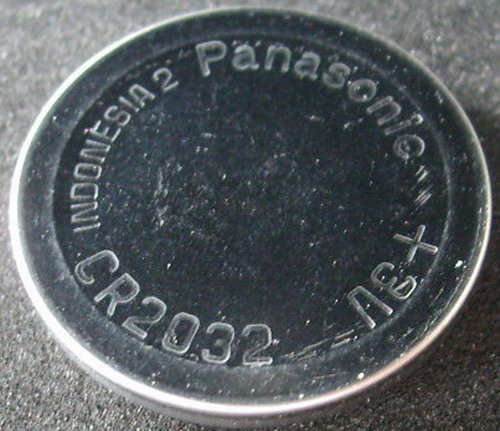 Panasonic
INDONESIA 2
CR2032
+3V